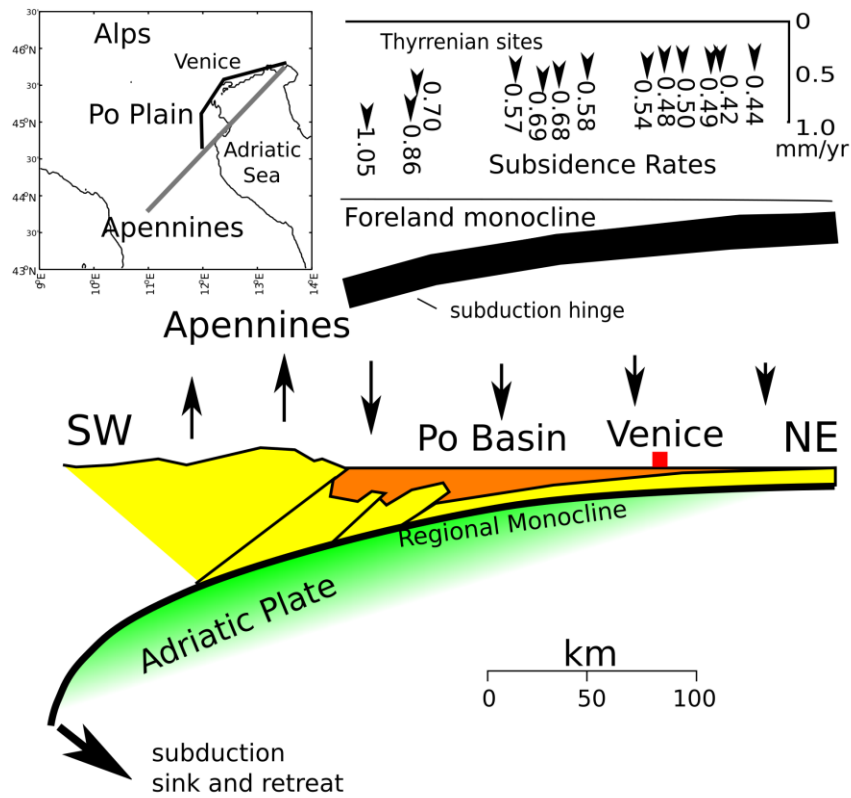 30'
46°N
30'
45°N
30'
44°N
30'
43°N
9°E
10°E
11°E
12°E
13°E
14°E
Alps
Venice
Po Plain
Adriatic
Sea
Apennines
Thyrrenian sites
0
0.5
1.0
mm/yr
1.05
0.86
0.70
0.57
0.69
0.68
0.58
0.54
0.48
0.50
0.49
0.42
0.44
Subsidence Rates
Foreland monocline
subduction hinge
Apennines
SW
Po Basin
Venice
NE
Regional Monocline
Adriatic Plate
km
0 50 100
subduction
sink and retreat